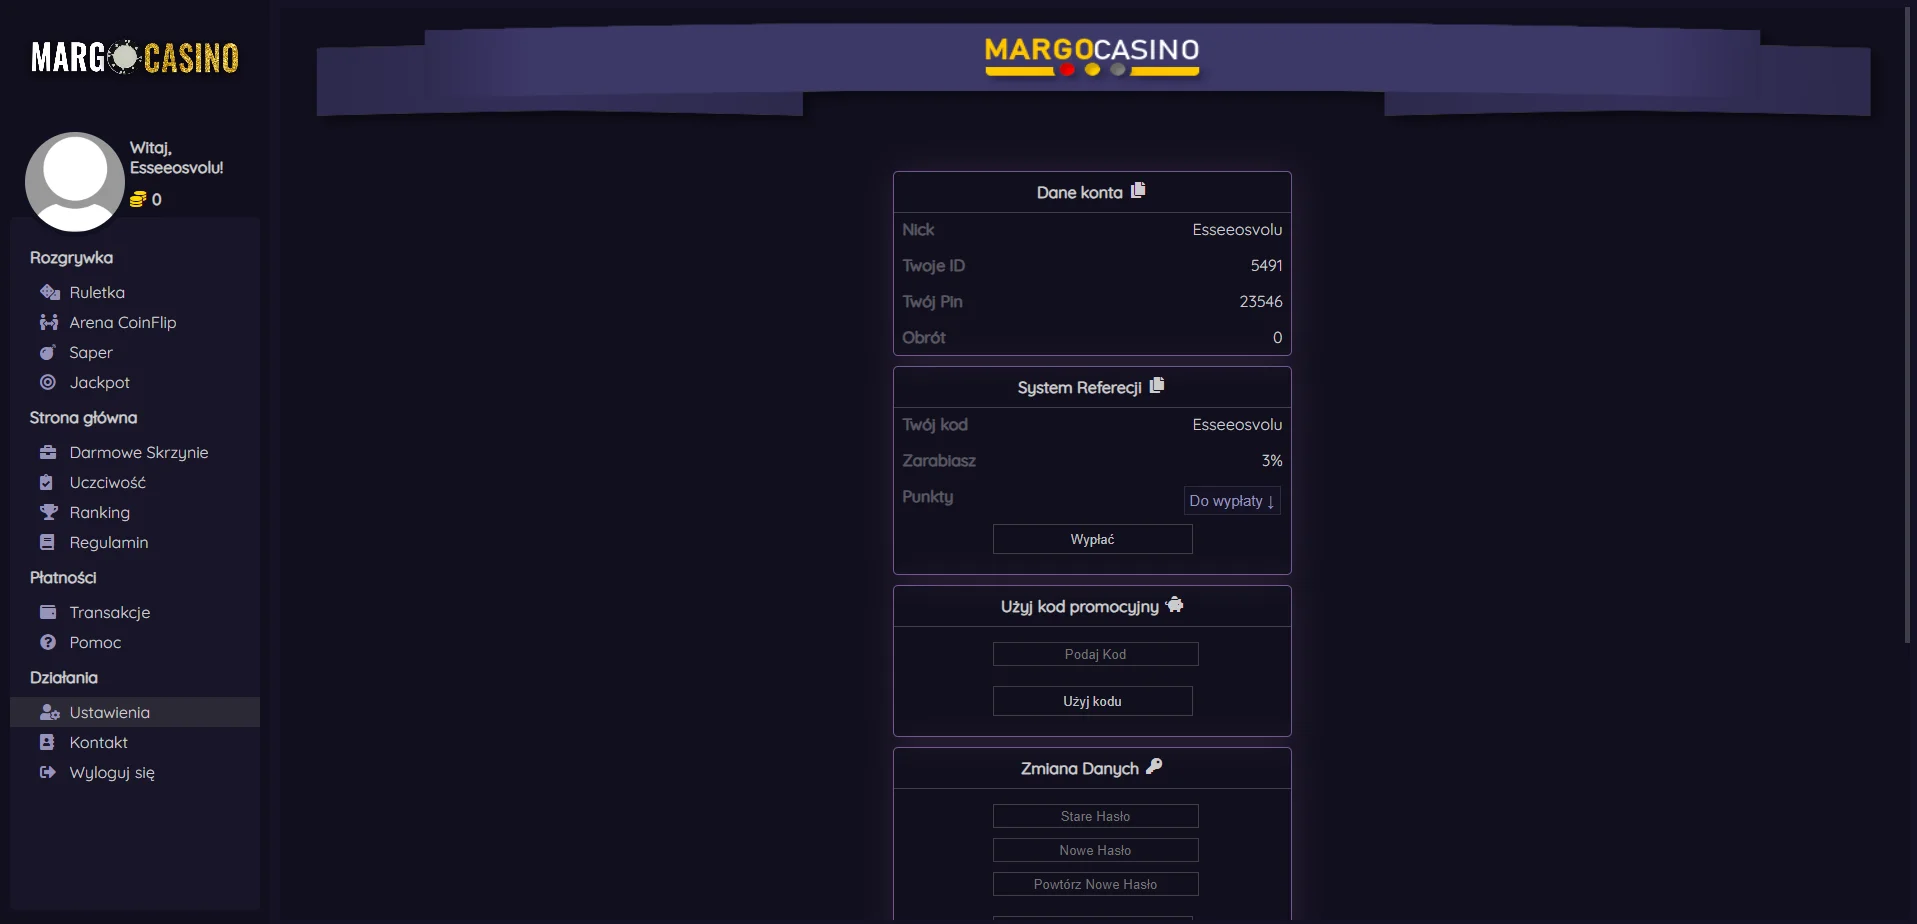 MARGOCASINO
Witaj,
Esseeosvolu!
0
Rozgrywka
Ruletka
Arena CoinFlip
Saper
Jackpot
Strona główna
Darmowe Skrzynie
Uczciwość
Ranking
Regulamin
Płatności
Transakcje
Pomoc
Działania
Ustawienia
Kontakt
Wyloguj się
MARGOCASINO
Dane konta
Nick Esseeosvolu
Twoje ID 5491
Twój Pin 23546
Obrót 0
System Referecji
Twój kod Esseeosvolu
Zarabiasz 3%
Punkty Do wypłaty ↓
Wypłać
Użyj kod promocyjny
Podaj Kod
Użyj kodu
Zmiana Danych
Stare Hasło
Nowe Hasło
Powtórz Nowe Hasło